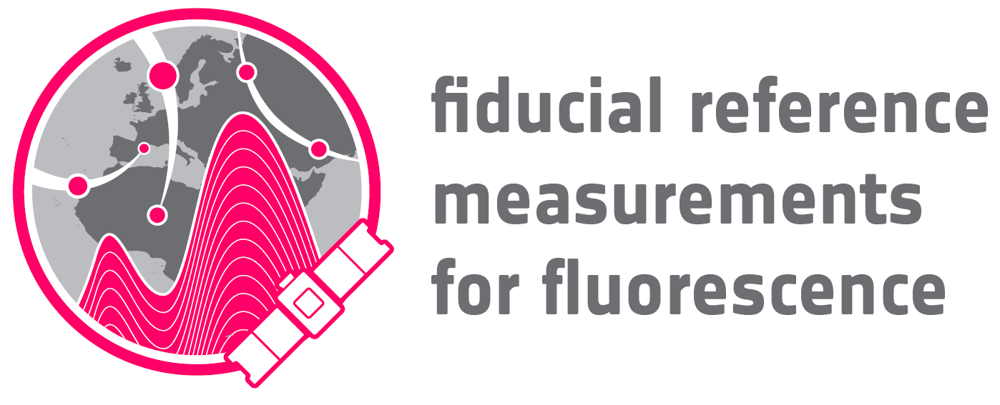 fiducial reference
measurements
for fluorescence